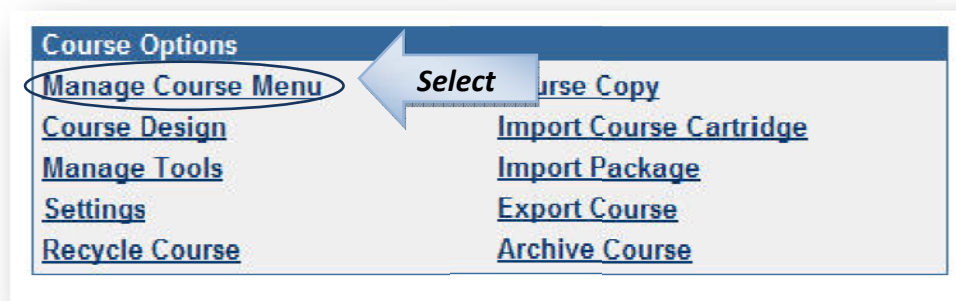 Course Options
Manage Course Menu
Select
urse Copy
Course Design
Import Course Cartridge
Manage Tools
Import Package
Settings
Export Course
Recycle Course
Archive Course